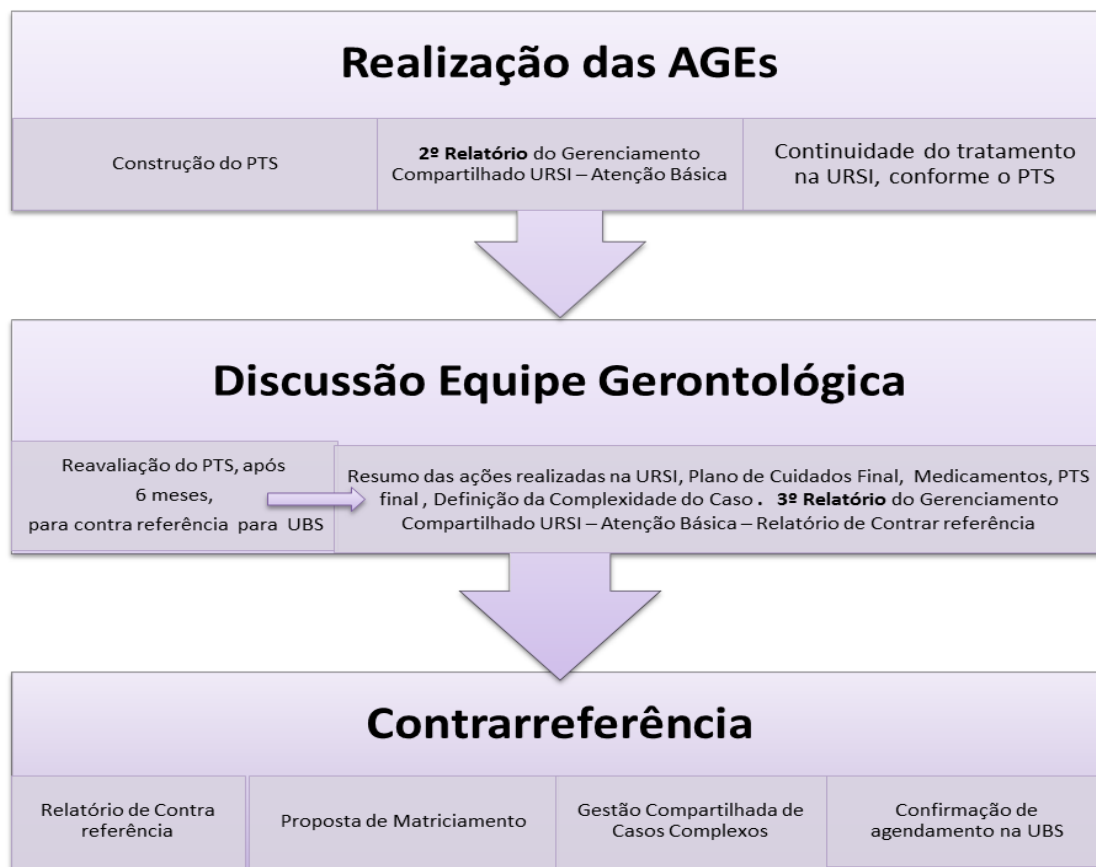 Realização das AGEs
Construção do PTS
2º Relatório do Gerenciamento
Compartilhado URSI – Atenção Básica
Continuidade do tratamento
na URSI, conforme o PTS
Discussão Equipe Gerontológica
Reavaliação do PTS, após
6 meses,
para contra referência para UBS
Resumo das ações realizadas na URSI, Plano de Cuidados Final, Medicamentos, PTS
final , Definição da Complexidade do Caso . 3º Relatório do Gerenciamento
Compartilhado URSI – Atenção Básica – Relatório de Contrar referência
Contrarreferência
Relatório de Contra
referência
Proposta de Matriciamento
Gestão Compartilhada de
Casos Complexos
Confirmação de
agendamento na UBS